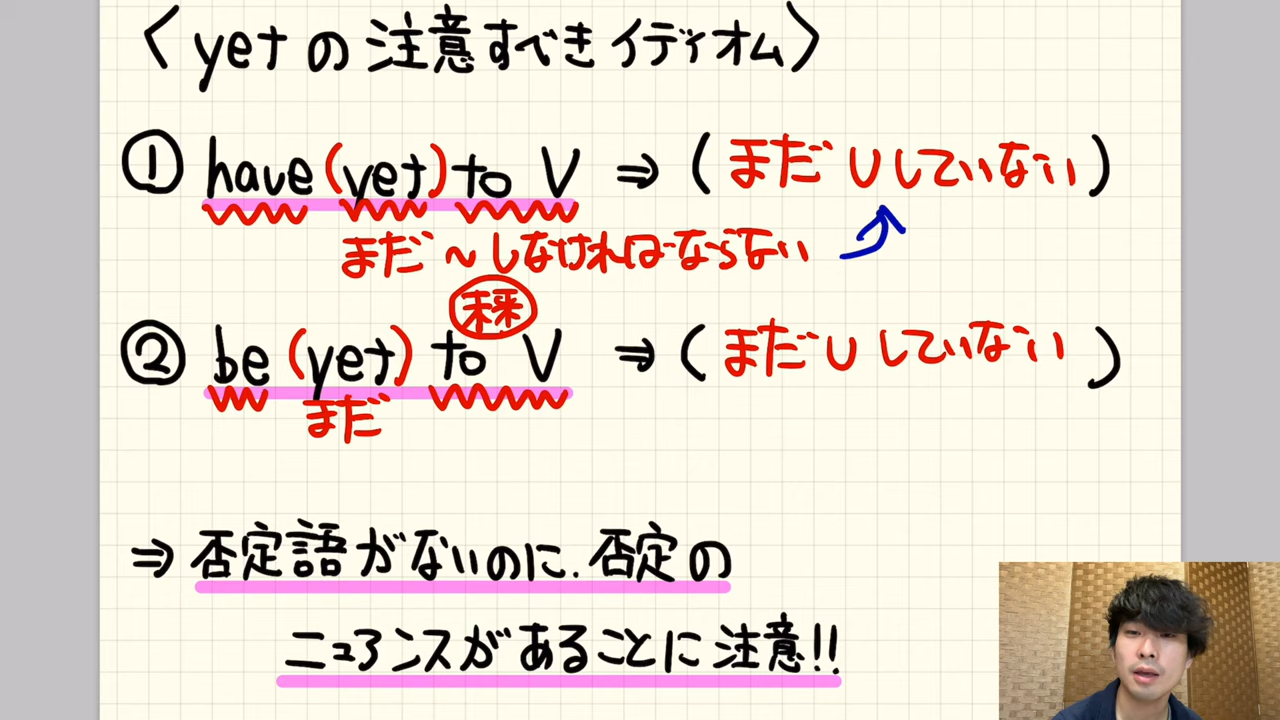 〈yetの注意すべきイディオム〉
① have (yet) to V ⇒ (まだVしていない)
まだ～しなければならない
未来
② be (yet) to V ⇒ (まだVしていない)
まだ
⇒ 否定語がないのに、否定の
ニュアンスがあることに注意!!